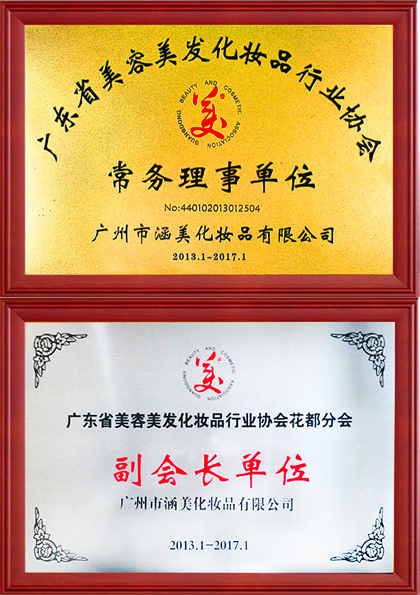 广东省美容美发化妆品行业协会
GUANGDONG BEAUTY AND COSMETIC ASSOCIATION
美
常务理事单位
No:440102013012504
广州市涵美化妆品有限公司
2013.1-2017.1
GUANGDONG BEAUTY AND COSMETIC ASSOCIATION
美
广东省美容美发化妆品行业协会花都分会
副会长单位
广州市涵美化妆品有限公司
2013.1-2017.1